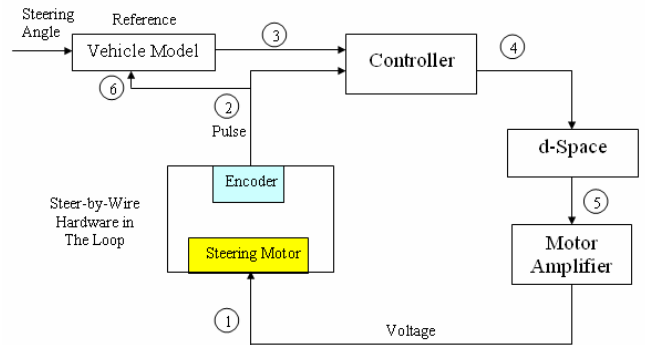 Steering
Angle
Reference
Vehicle Model
3
Controller
4
6
2
Pulse
d-Space
Encoder
Steer-by-Wire
Hardware in
The Loop
5
Steering Motor
Motor
Amplifier
1
Voltage